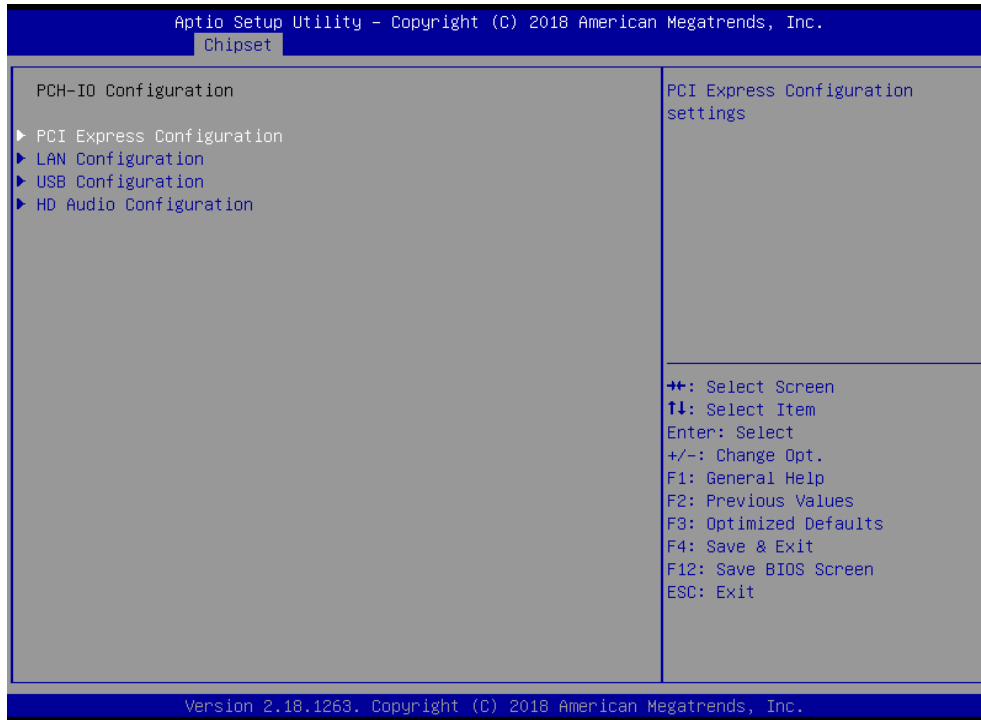 Aptio Setup Utility – Copyright (C) 2018 American Megatrends, Inc.
Chipset
PCH-IO Configuration
▶ PCI Express Configuration
▶ LAN Configuration
▶ USB Configuration
▶ HD Audio Configuration
PCI Express Configuration
settings
→←: Select Screen
↑↓: Select Item
Enter: Select
+/-: Change Opt.
F1: General Help
F2: Previous Values
F3: Optimized Defaults
F4: Save & Exit
F12: Save BIOS Screen
ESC: Exit
Version 2.18.1263. Copyright (C) 2018 American Megatrends, Inc.